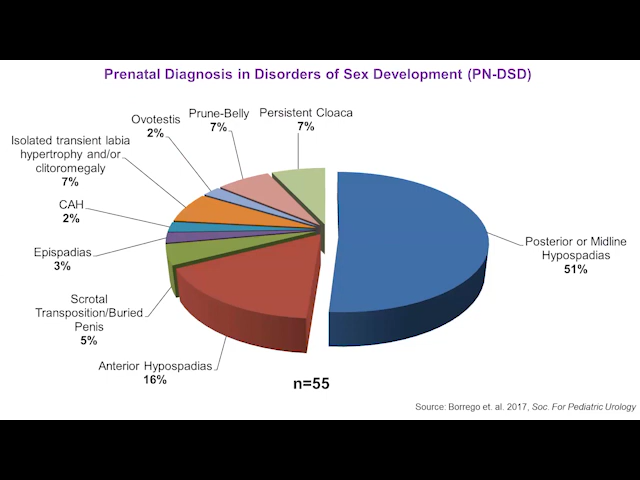 Prenatal Diagnosis in Disorders of Sex Development (PN-DSD)
Persistent Cloaca
7%
Prune-Belly
7%
Ovotestis
2%
Isolated transient labia
hypertrophy and/or
clitoromegaly
7%
CAH
2%
Epispadias
3%
Scrotal
Transposition/Buried
Penis
5%
Anterior Hypospadias
16%
Posterior or Midline
Hypospadias
51%
n=55
Source: Borrego et. al. 2017, Soc. For Pediatric Urology